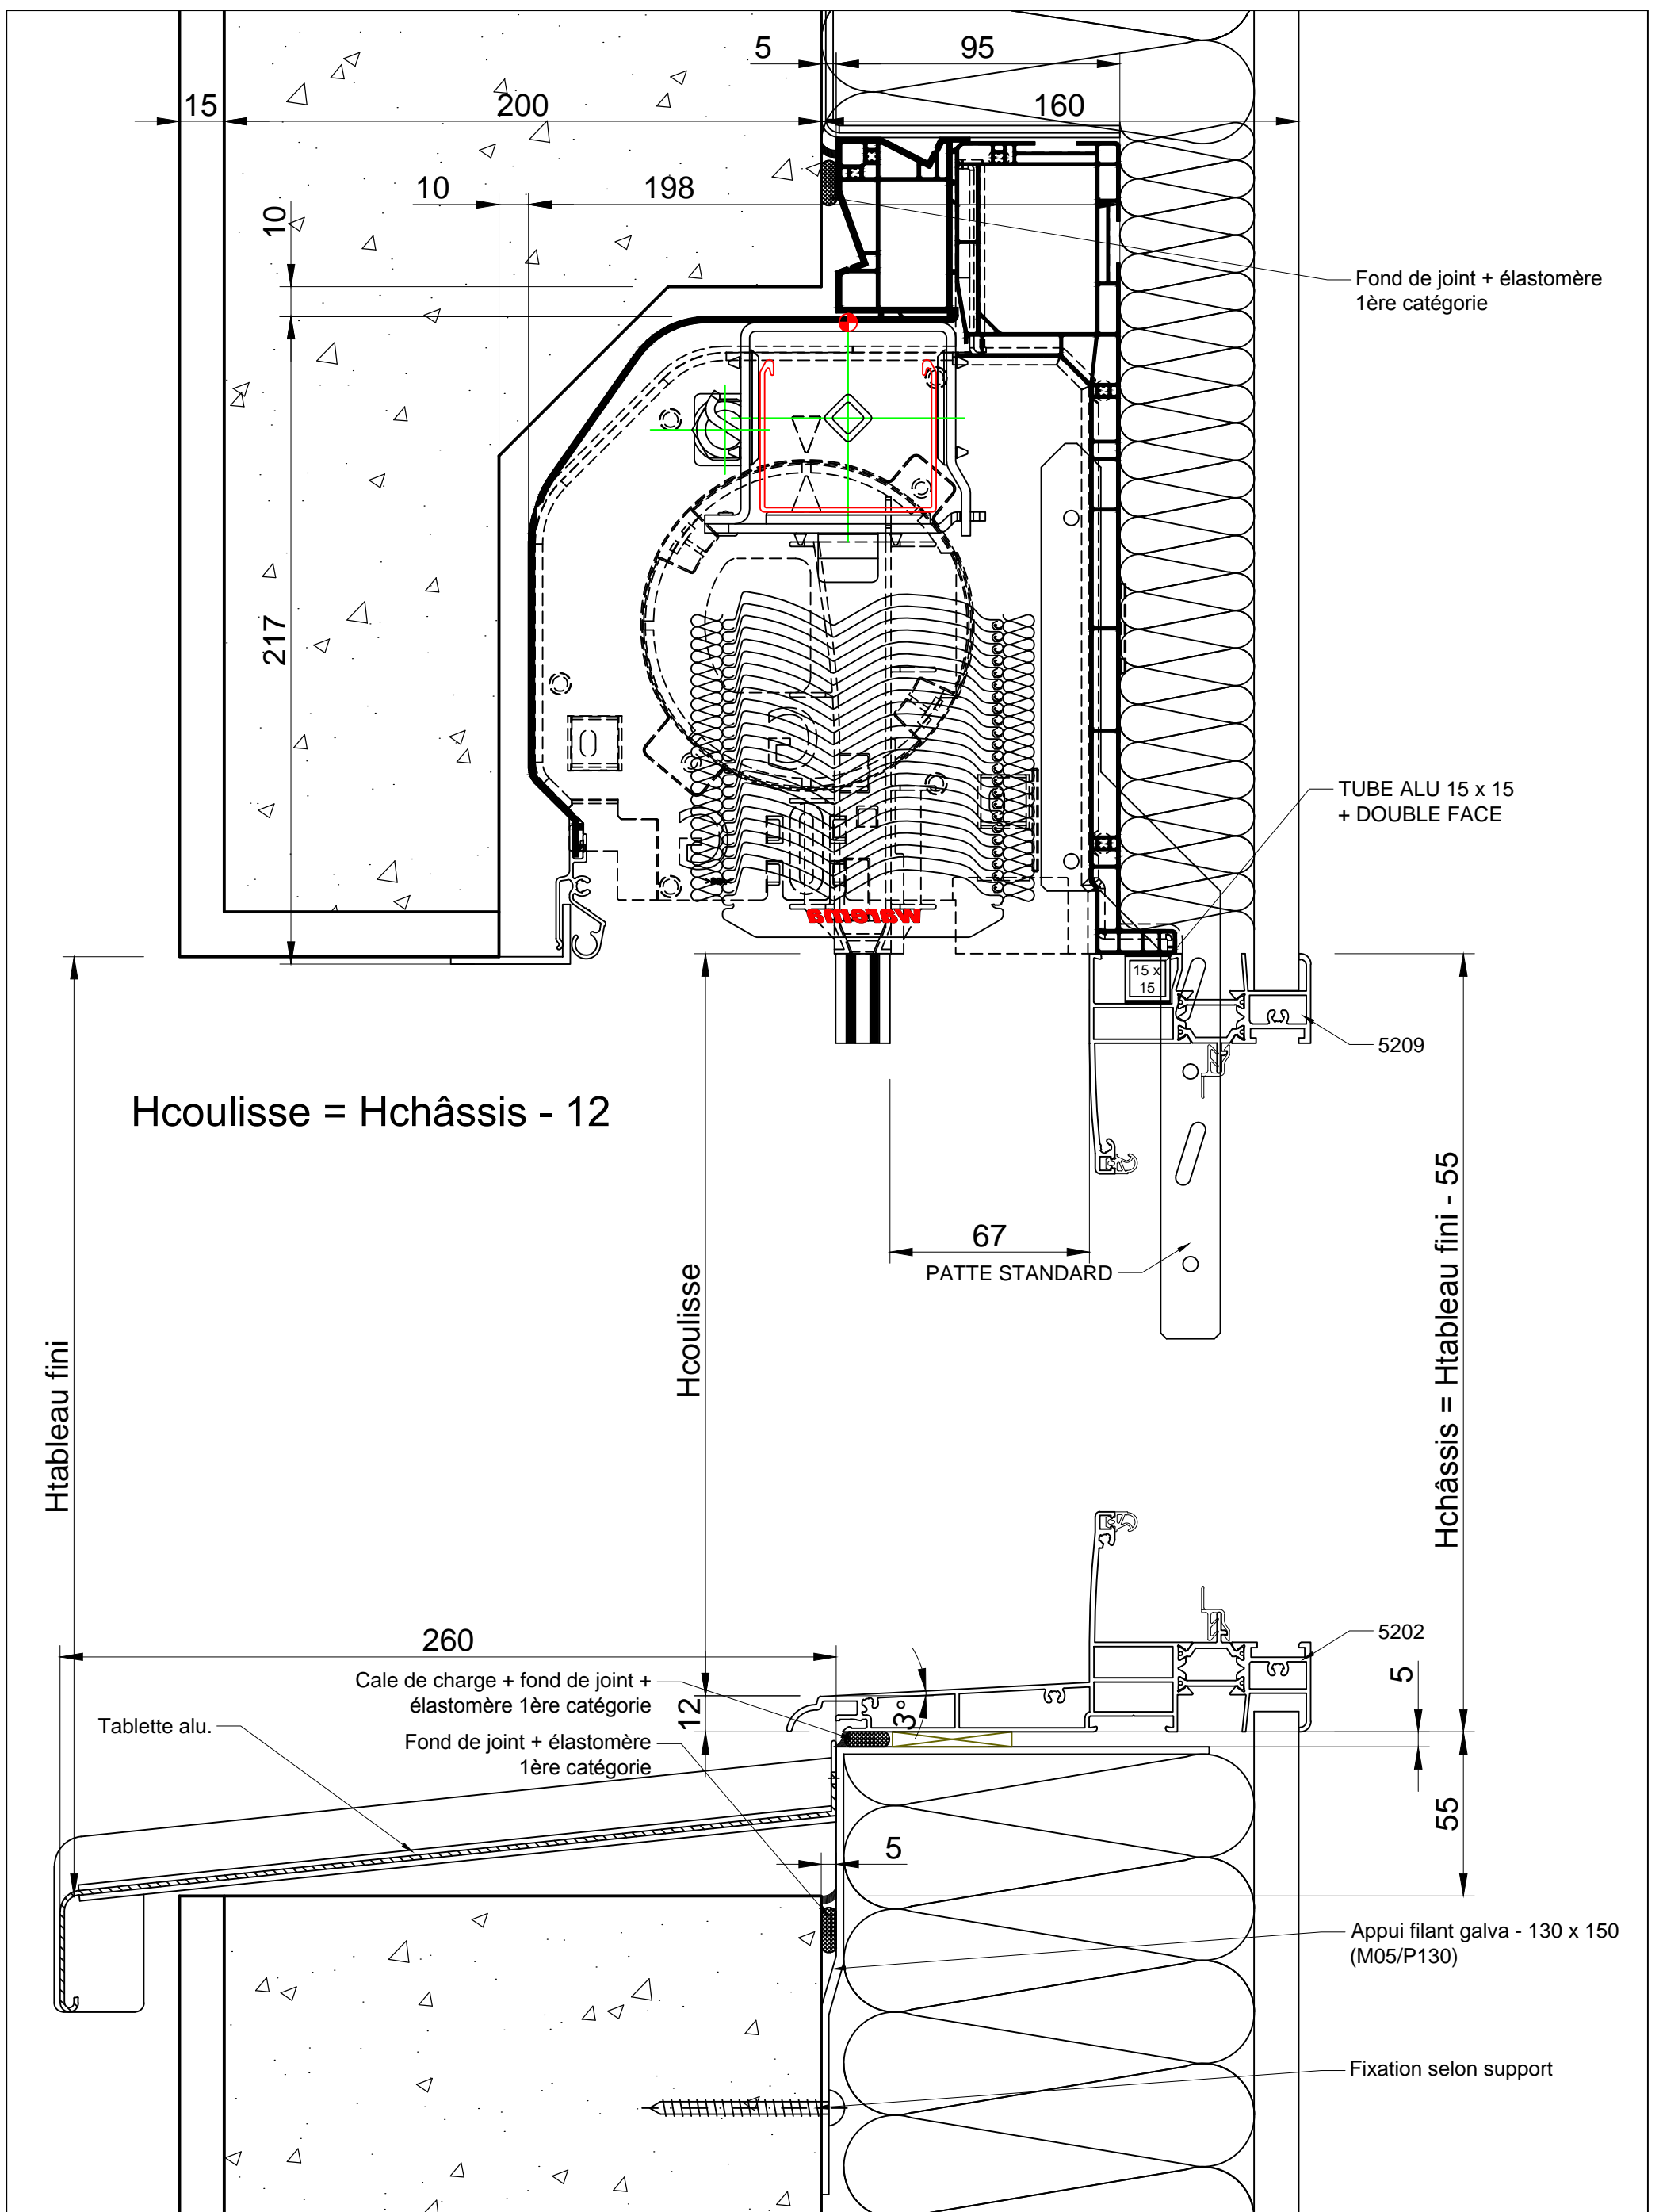 5
95
15
200
160
10
198
10
Fond de joint + élastomère
1ère catégorie
217
TUBE ALU 15 x 15
+ DOUBLE FACE
warema
15 x
15
5209
Hcoulisse = Hchâssis - 12
67
PATTE STANDARD
Htableau fini
Hcoulisse
Hchâssis = Htableau fini - 55
260
5202
Cale de charge + fond de joint +
élastomère 1ère catégorie
12
3°
5
Tablette alu.
Fond de joint + élastomère
1ère catégorie
55
5
Appui filant galva - 130 x 150
(M05/P130)
Fixation selon support